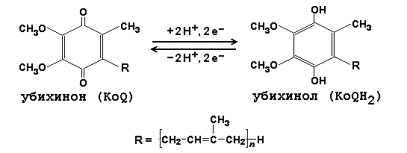 O OH
CH₃O CH₃ +2H⁺, 2e⁻ CH₃O CH₃
CH₃O R −2H⁺, 2e⁻ CH₃O R
O OH
убихинон (KoQ) убихинол (KoQH₂)
CH₃
R = [CH₂-CH=C-CH₂]ₙH